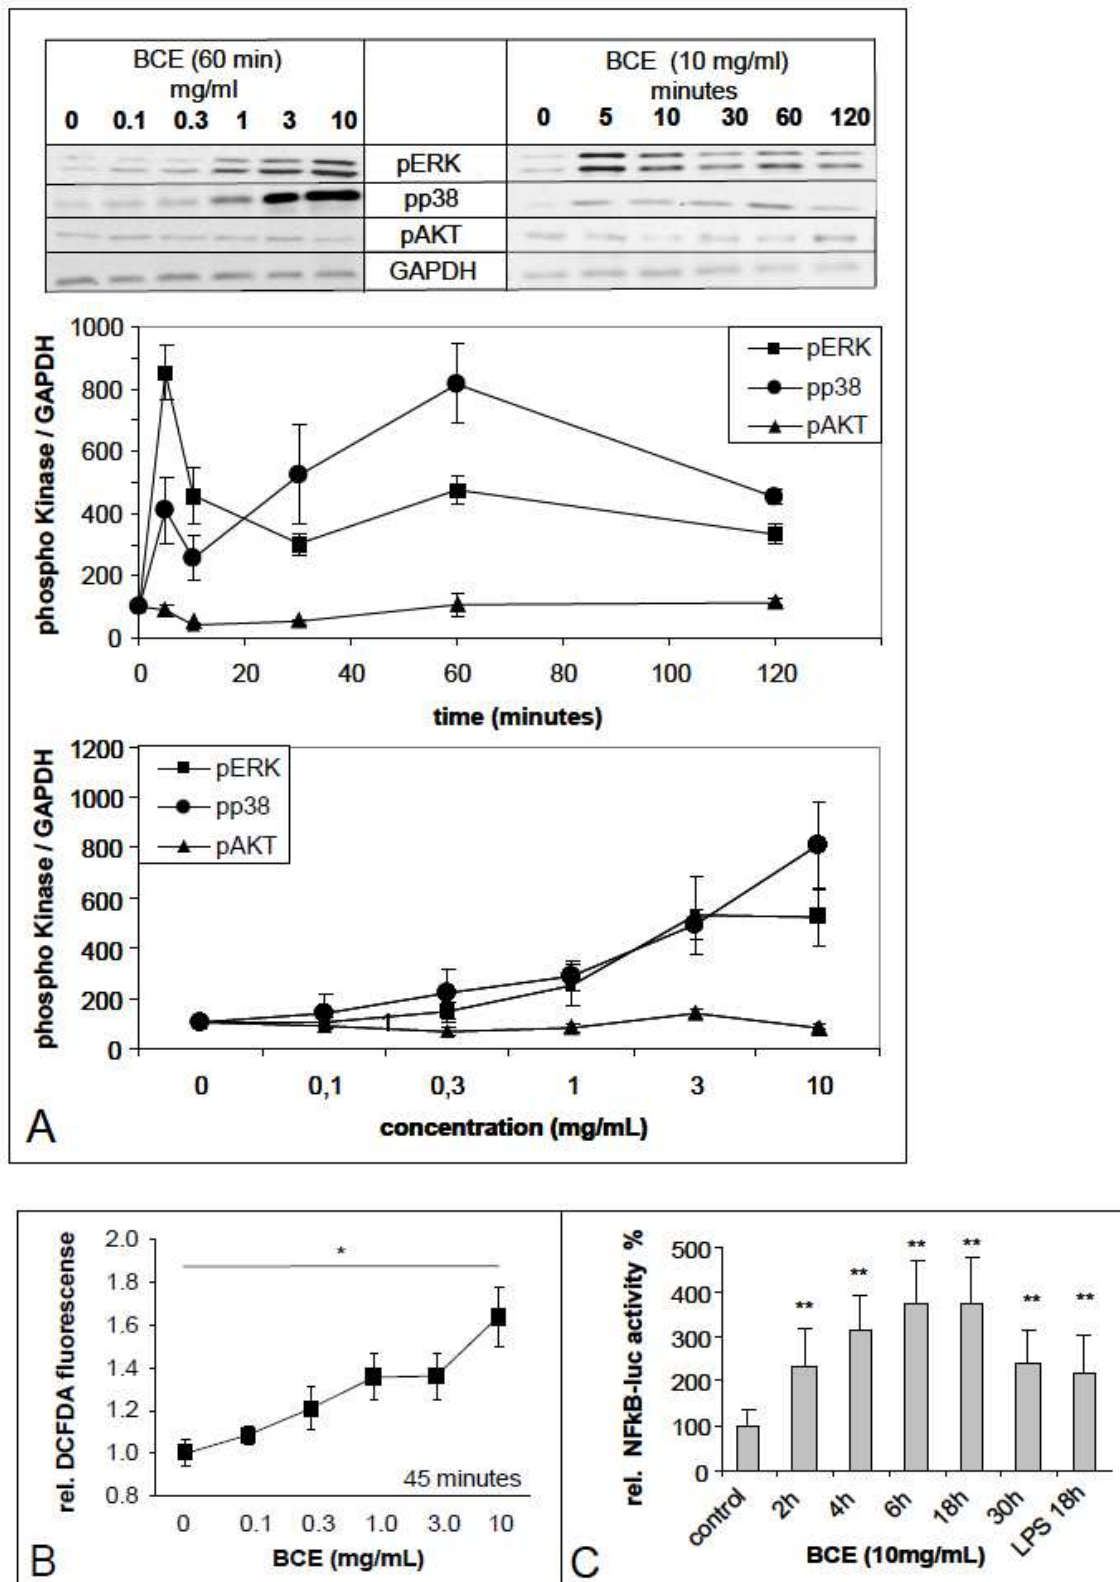 BCE (60 min)
mg/ml
0 0.1 0.3 1 3 10
BCE (10 mg/ml)
minutes
0 5 10 30 60 120
pERK
pp38
pAKT
GAPDH
phospho Kinase / GAPDH
1000
800
600
400
200
0
pERK
pp38
pAKT
0 20 40 60 80 100 120
time (minutes)
phospho Kinase / GAPDH
1200
1000
800
600
400
200
0
pERK
pp38
pAKT
0 0,1 0,3 1 3 10
concentration (mg/mL)
A
rel. DCFDA fluorescense
2.0
1.8
1.6
1.4
1.2
1.0
0.8
*
45 minutes
0 0.1 0.3 1.0 3.0 10
BCE (mg/mL)
B
rel. NFkB-luc activity %
500
400
300
200
100
0
** ** ** ** ** **
control 2h 4h 6h 18h 30h LPS 18h
BCE (10mg/mL)
C